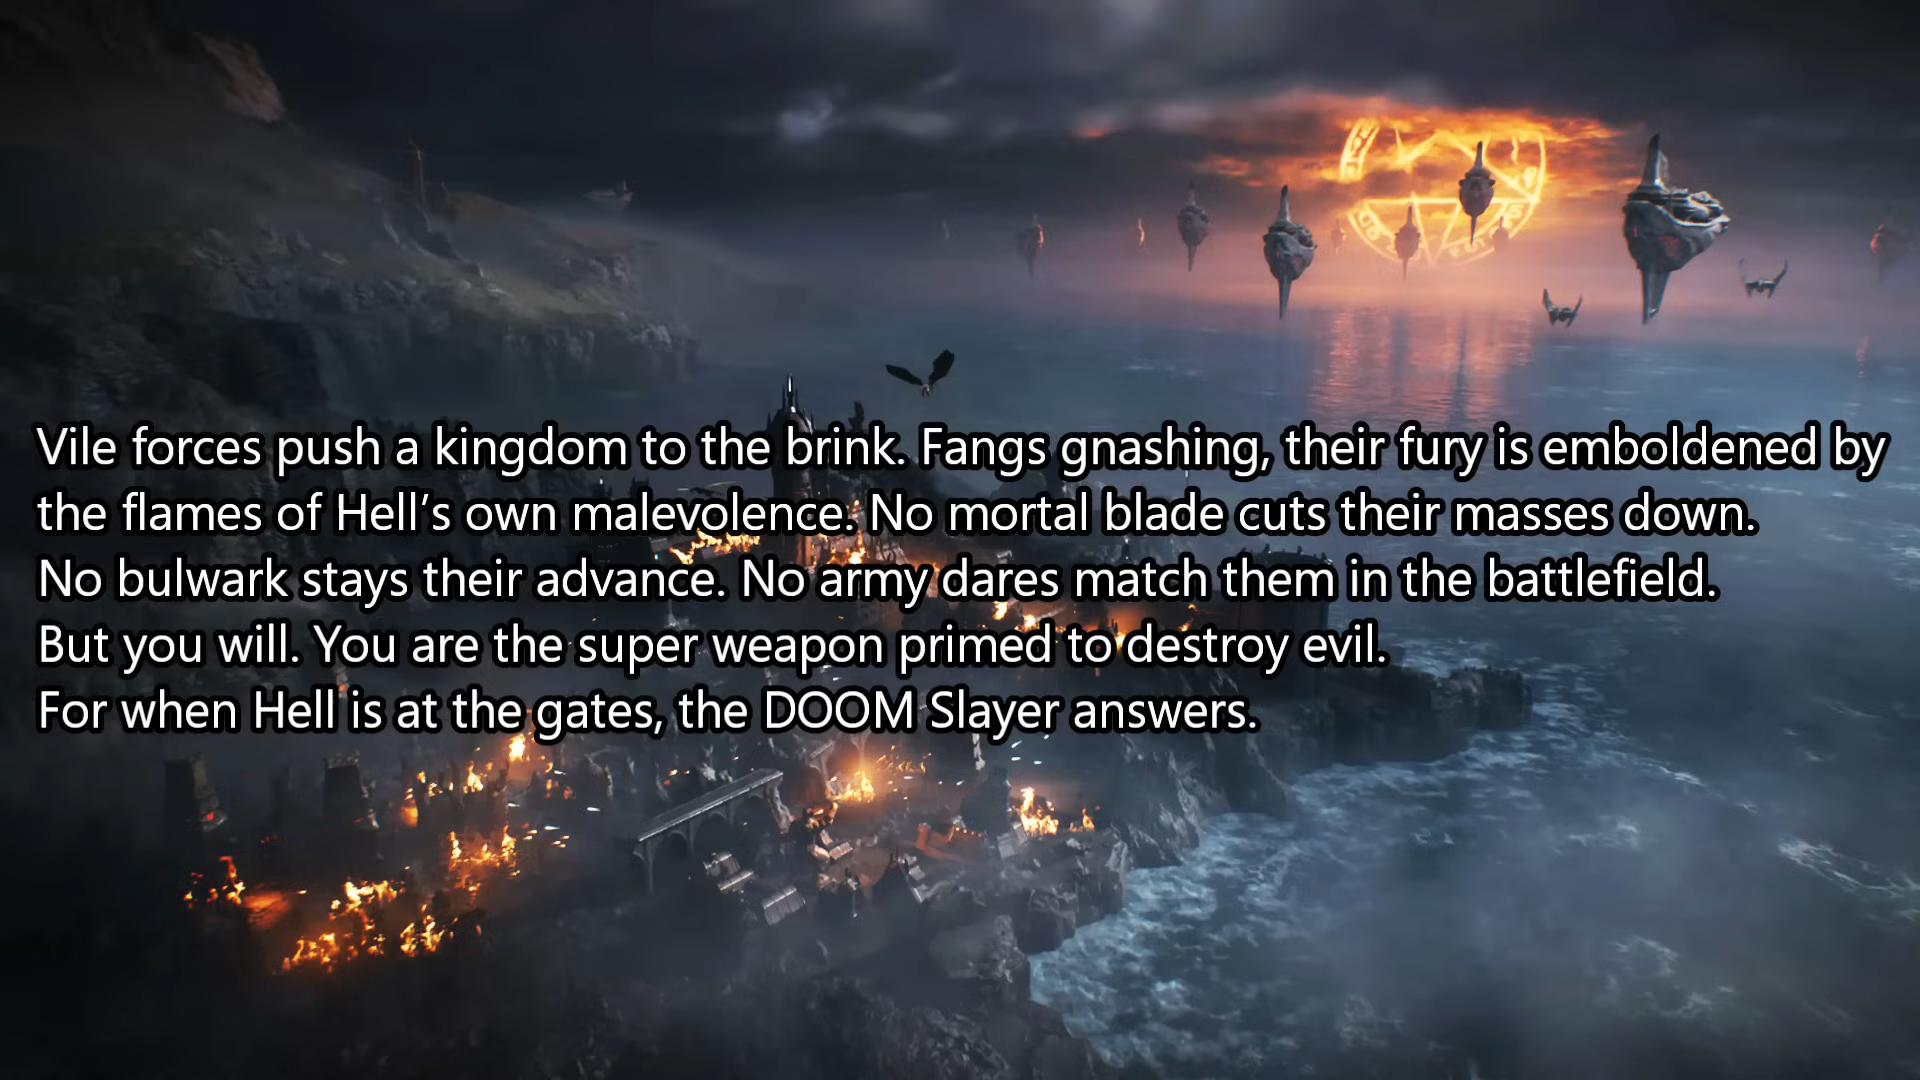 Vile forces push a kingdom to the brink. Fangs gnashing, their fury is emboldened by
the flames of Hell’s own malevolence. No mortal blade cuts their masses down.
No bulwark stays their advance. No army dares match them in the battlefield.
But you will. You are the super weapon primed to destroy evil.
For when Hell is at the gates, the DOOM Slayer answers.